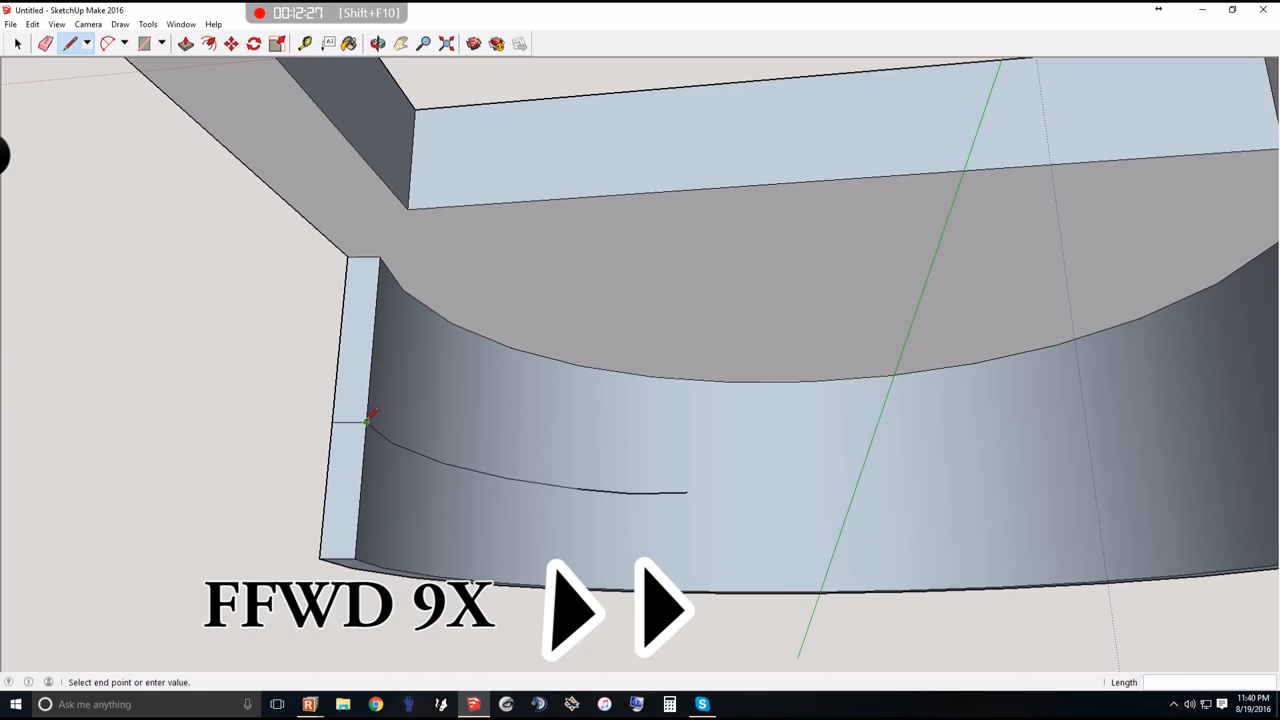 Untitled - SketchUp Make 2016
00:12:27 [Shift+F10]
File Edit View Camera Draw Tools Window Help
A1
FFWD 9X
Select end point or enter value.
Length
Ask me anything
11:40 PM
8/19/2016